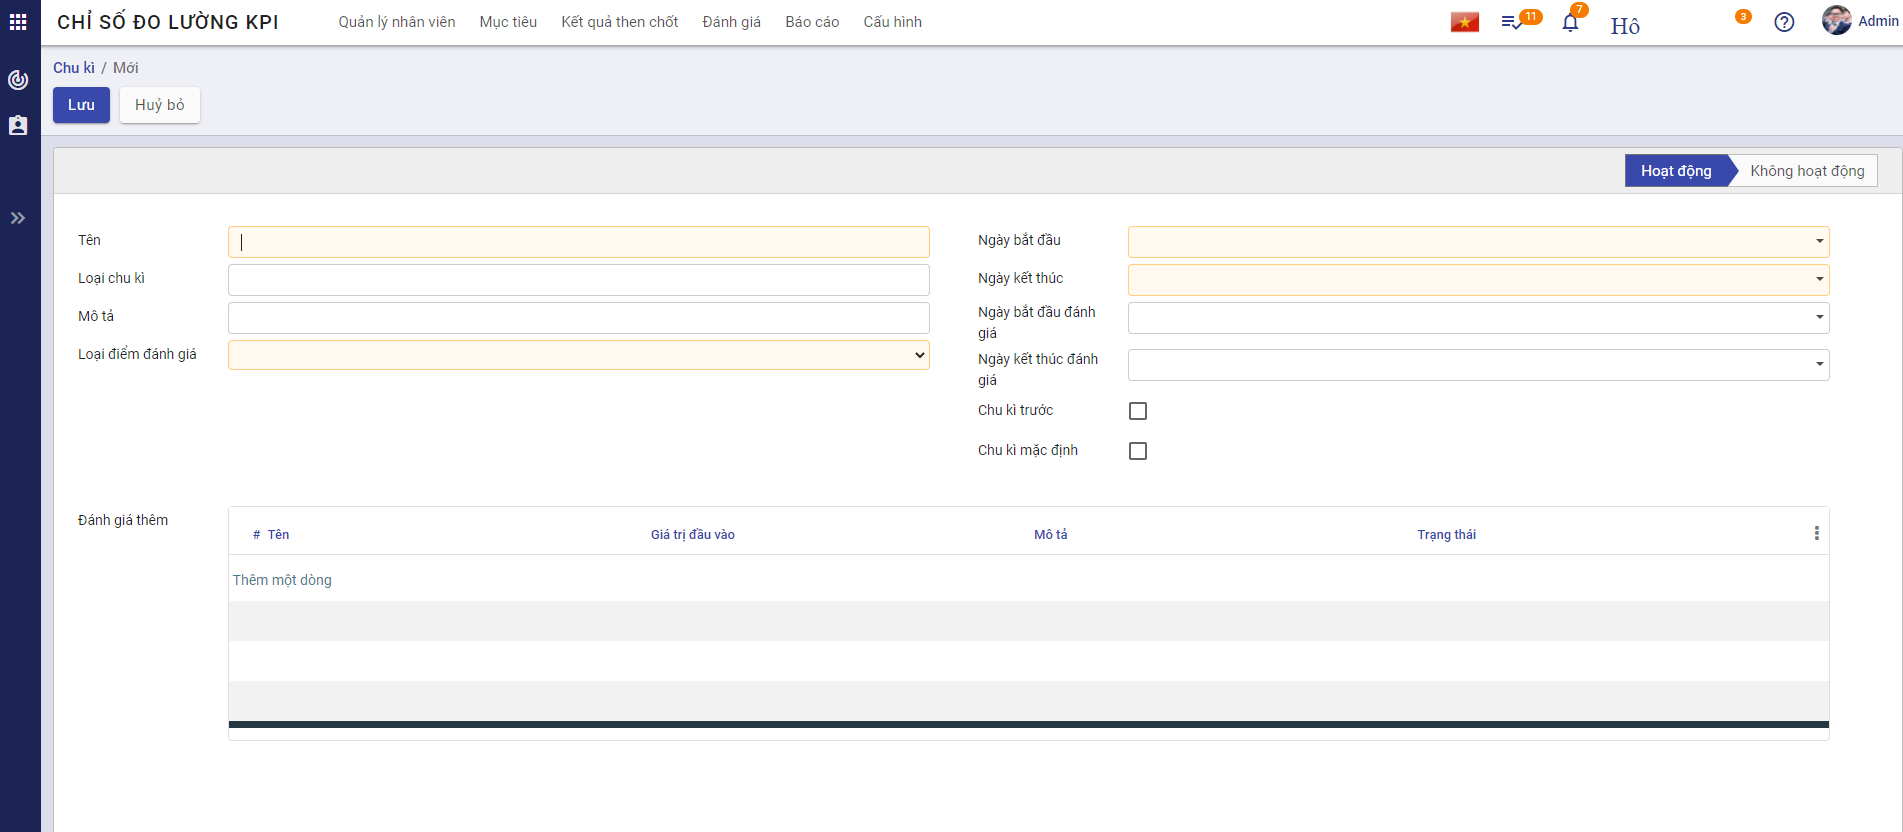 CHỈ SỐ ĐO LƯỜNG KPI Quản lý nhân viên Mục tiêu Kết quả then chốt Đánh giá Báo cáo Cấu hình 11 7 Hô 3 Admin
Chu kì / Mới
Lưu Huỷ bỏ
Hoạt động Không hoạt động
Tên Ngày bắt đầu
Loại chu kì Ngày kết thúc
Mô tả Ngày bắt đầu đánh giá
Loại điểm đánh giá Ngày kết thúc đánh giá
Chu kì trước
Chu kì mặc định
Đánh giá thêm
# Tên Giá trị đầu vào Mô tả Trạng thái
Thêm một dòng